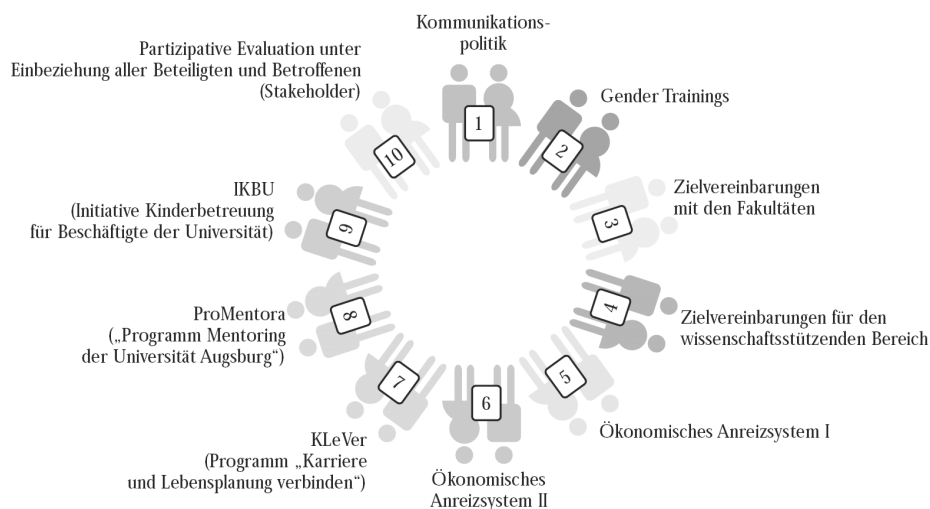 Kommunikations-
politik
1
Gender Trainings
2
Zielvereinbarungen
mit den Fakultäten
3
Zielvereinbarungen für den
wissenschaftsstützenden Bereich
4
Ökonomisches Anreizsystem I
5
Ökonomisches
Anreizsystem II
6
KLeVer
(Programm „Karriere
und Lebensplanung verbinden“)
7
ProMentora
(„Programm Mentoring
der Universität Augsburg“)
8
IKBU
(Initiative Kinderbetreuung
für Beschäftigte der Universität)
9
Partizipative Evaluation unter
Einbeziehung aller Beteiligten und Betroffenen
(Stakeholder)
10